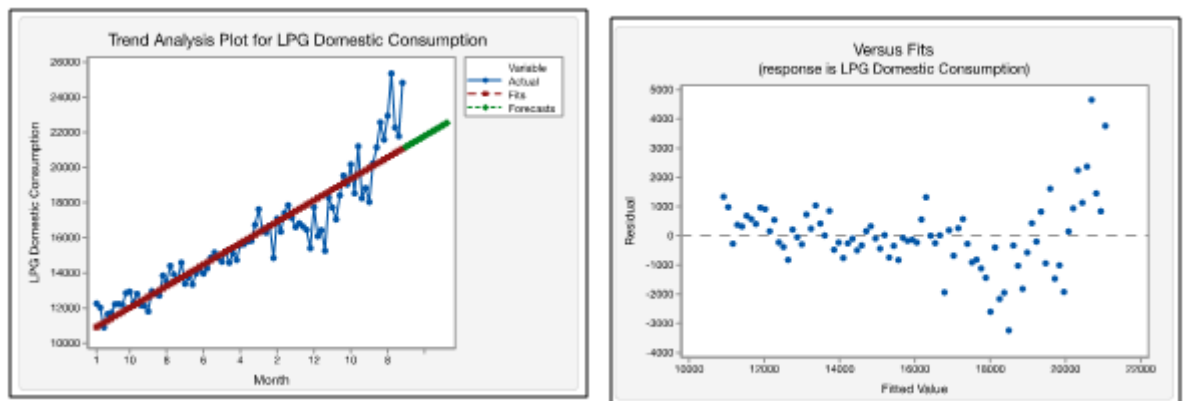 Trend Analysis Plot for LPG Domestic Consumption
26000
24000
22000
20000
18000
16000
14000
12000
10000
LPG Domestic Consumption
1 10 8 6 4 2 12 10 8
Month
Variable
Actual
Fits
Forecasts
Versus Fits
(response is LPG Domestic Consumption)
5000
4000
3000
2000
1000
0
-1000
-2000
-3000
-4000
Residual
10000 12000 14000 16000 18000 20000 22000
Fitted Value